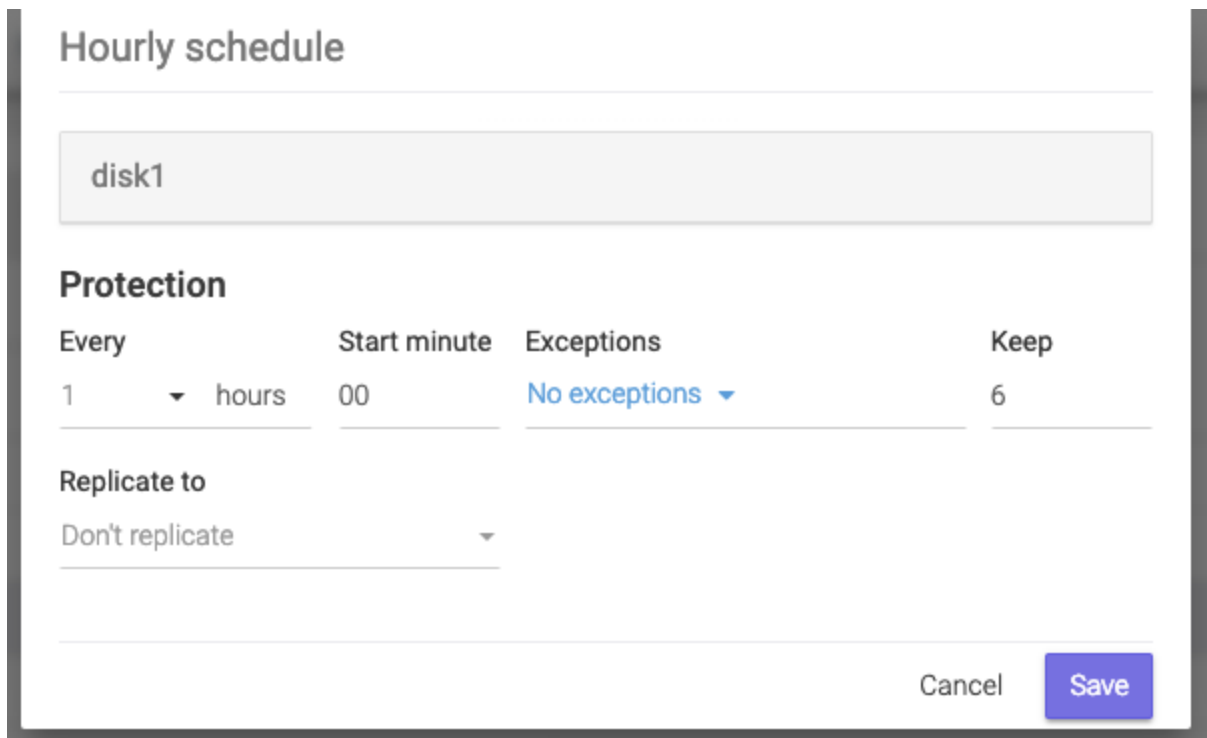 Hourly schedule
disk1
Protection
Every Start minute Exceptions Keep
1 hours 00 No exceptions 6
Replicate to
Don't replicate
Cancel Save